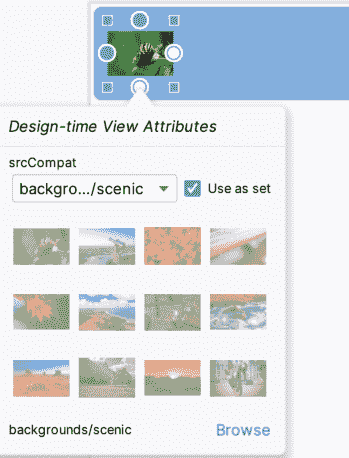 Design-time View Attributes
srcCompat
backgro.../scenic
Use as set
backgrounds/scenic
Browse